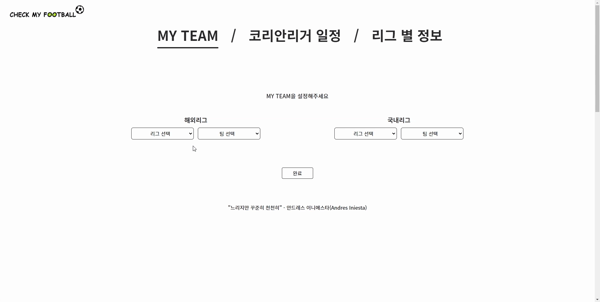 CHECK MY FOOTBALL
MY TEAM / 코리안리거 일정 / 리그 별 정보
MY TEAM을 설정해주세요
해외리그 국내리그
리그 선택 팀 선택 리그 선택 팀 선택
완료
"느리지만 꾸준히 천천히" - 안드레스 이니에스타(Andres Iniesta)